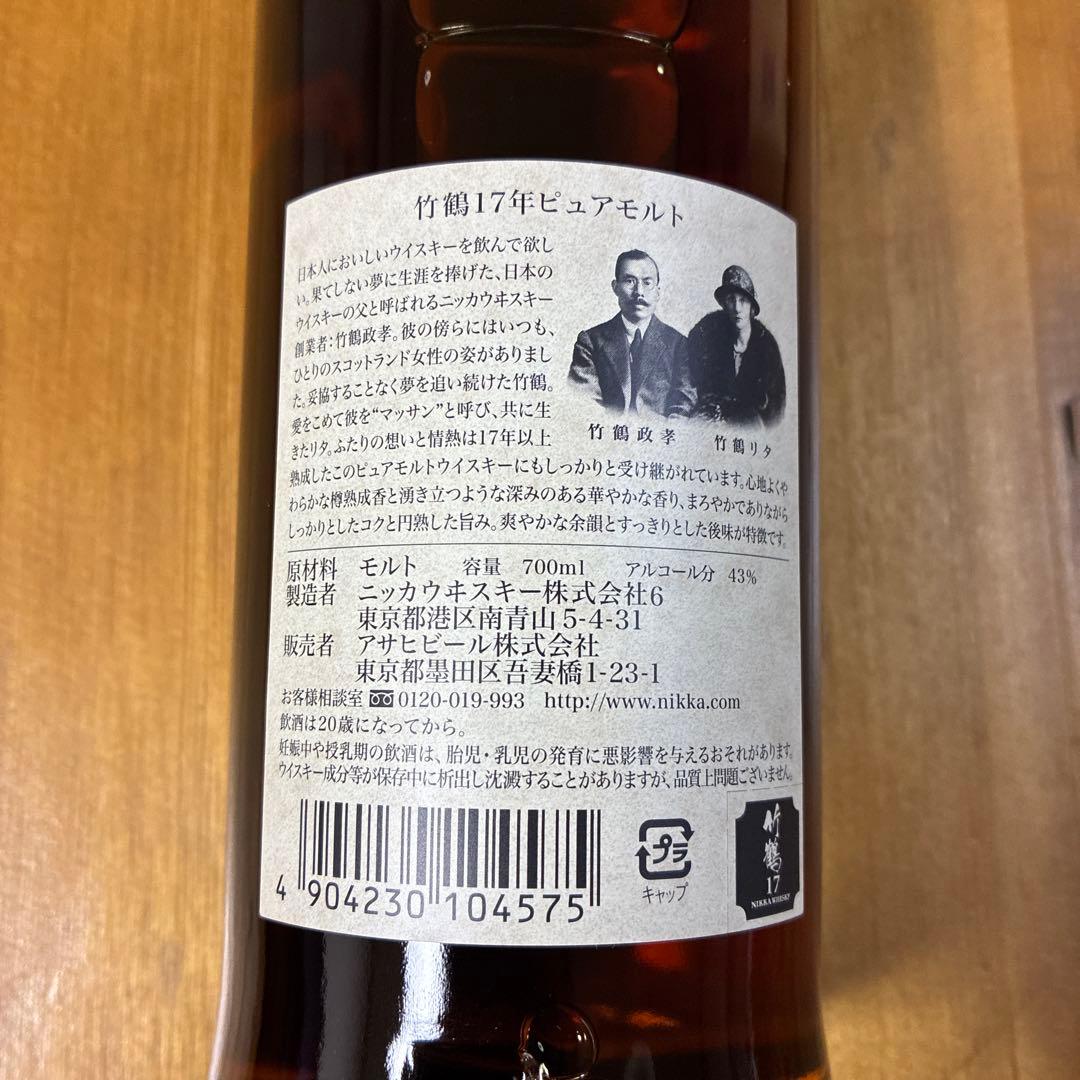 竹鶴17年ピュアモルト
日本人においしいウイスキーを飲んで欲し
い。果てしない夢に生涯を捧げた、日本の
ウイスキーの父と呼ばれるニッカウヰスキー
創業者：竹鶴政孝。彼の傍らにはいつも、
ひとりのスコットランド女性の姿がありまし
た。妥協することなく夢を追い続けた竹鶴。
愛をこめて彼を“マッサン”と呼び、共に生
きたリタ。ふたりの想いと情熱は17年以上
熟成したこのピュアモルトウイスキーにもしっかりと受け継がれています。心地よくや
わらかな樽熟成香と湧き立つような深みのある華やかな香り、まろやかでありながら
しっかりとしたコクと円熟した旨み。爽やかな余韻とすっきりとした後味が特徴です。
竹鶴政孝
竹鶴リタ
原材料 モルト 容量 700ml アルコール分 43%
製造者 ニッカウヰスキー株式会社6
東京都港区南青山5-4-31
販売者 アサヒビール株式会社
東京都墨田区吾妻橋1-23-1
お客様相談室 0120-019-993 http://www.nikka.com
飲酒は20歳になってから。
妊娠中や授乳期の飲酒は、胎児・乳児の発育に悪影響を与えるおそれがあります。
ウイスキー成分等が保存中に析出し沈澱することがありますが、品質上問題ございません。
4 904230 104575
プラ
キャップ
竹鶴
17
NIKKA WHISKY